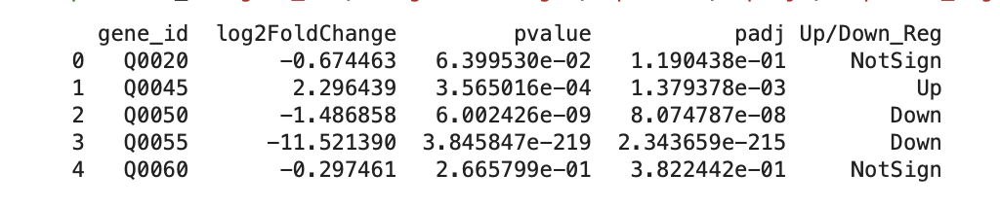 gene_id log2FoldChange pvalue padj Up/Down_Reg
0 Q0020 -0.674463 6.399530e-02 1.190438e-01 NotSign
1 Q0045 2.296439 3.565016e-04 1.379378e-03 Up
2 Q0050 -1.486858 6.002426e-09 8.074787e-08 Down
3 Q0055 -11.521390 3.845847e-219 2.343659e-215 Down
4 Q0060 -0.297461 2.665799e-01 3.822442e-01 NotSign